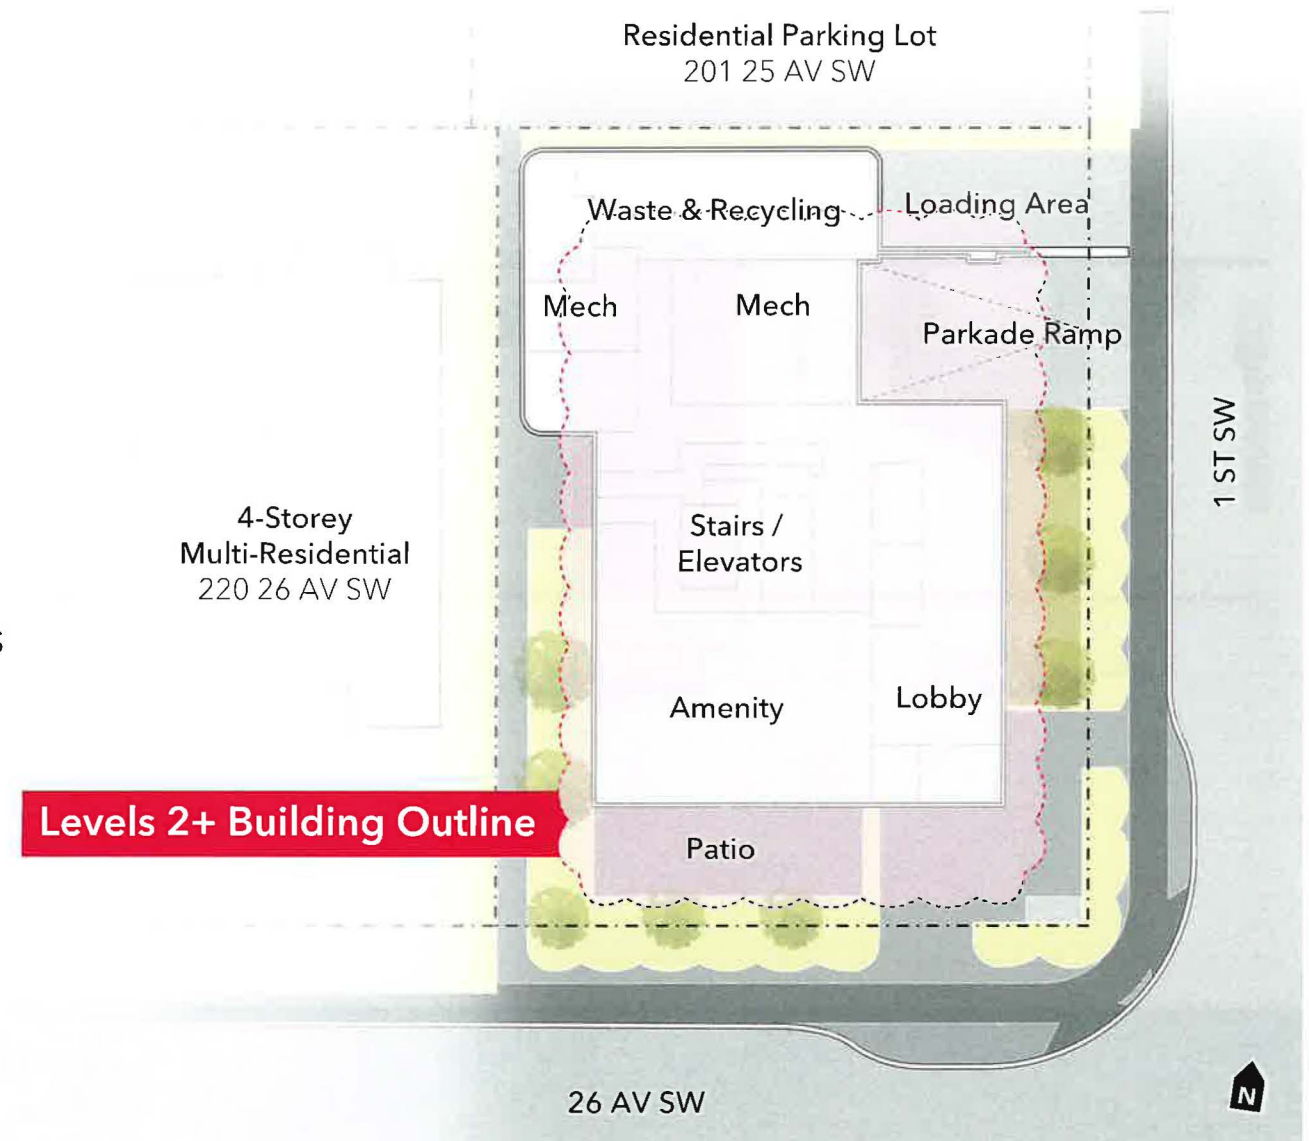 Residential Parking Lot
201 25 AV SW
Waste & Recycling
Loading Area
Mech
Mech
Parkade Ramp
1 ST SW
4-Storey
Multi-Residential
220 26 AV SW
Stairs /
Elevators
s
Amenity
Lobby
Levels 2+ Building Outline
Patio
26 AV SW
N